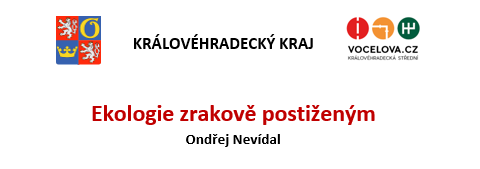 KRÁLOVÉHRADECKÝ KRAJ
VOCELOVA.CZ
KRÁLOVÉHRADECKÁ STŘEDNÍ
Ekologie zrakově postiženým
Ondřej Nevídal